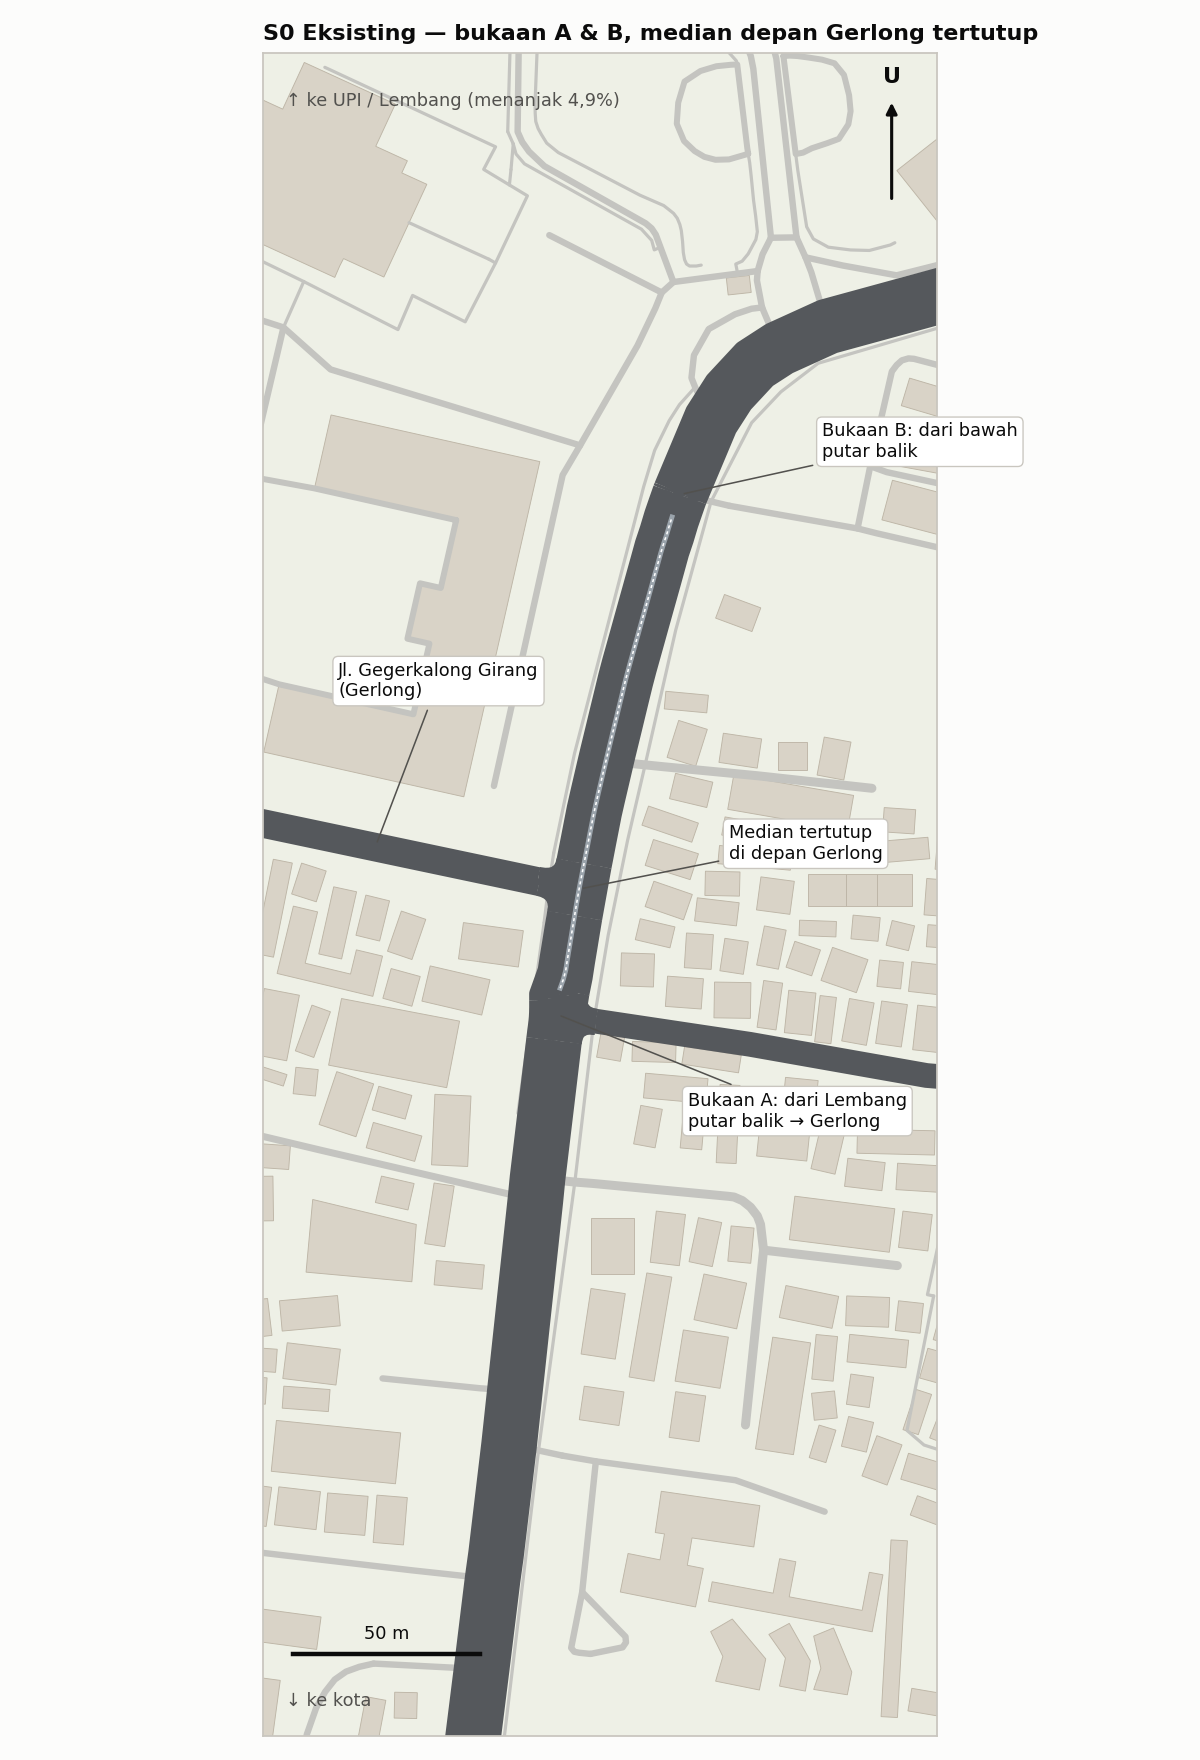 S0 Eksisting — bukaan A & B, median depan Gerlong tertutup
U
↑ ke UPI / Lembang (menanjak 4,9%)
Bukaan B: dari bawah
putar balik
Jl. Gegerkalong Girang
(Gerlong)
Median tertutup
di depan Gerlong
Bukaan A: dari Lembang
putar balik → Gerlong
50 m
↓ ke kota